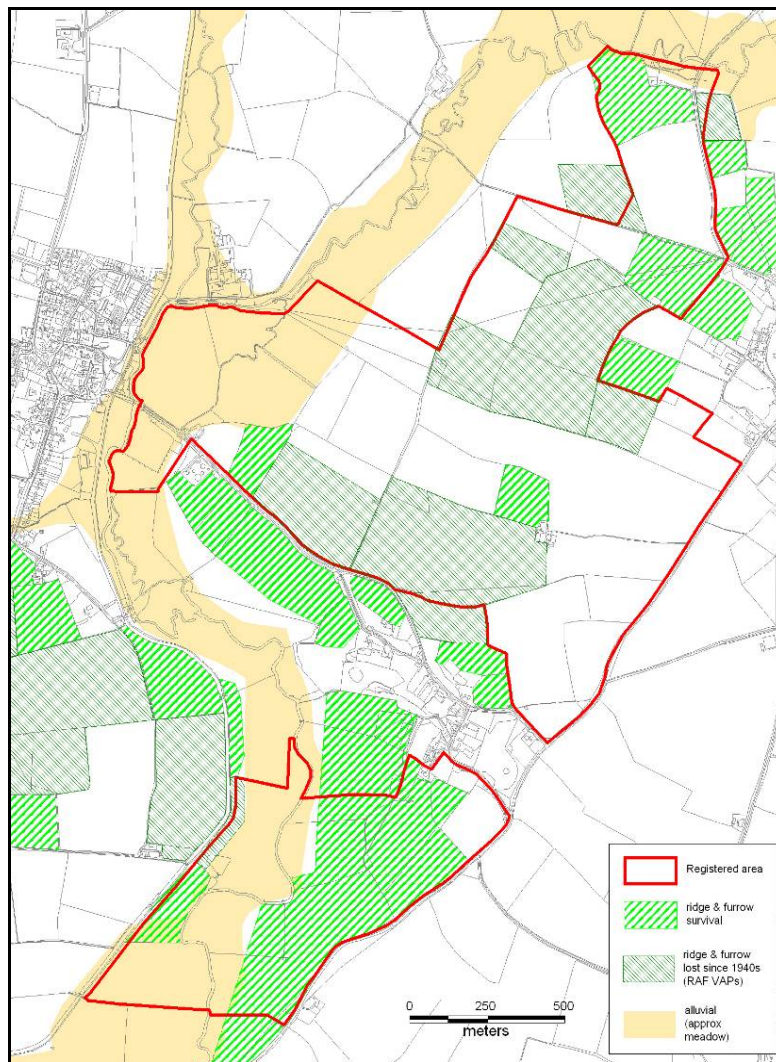 Registered area
ridge & furrow
survival
ridge & furrow
lost since 1940s
(RAF VAPs)
alluvial
(approx
meadow)
0 250 500
meters